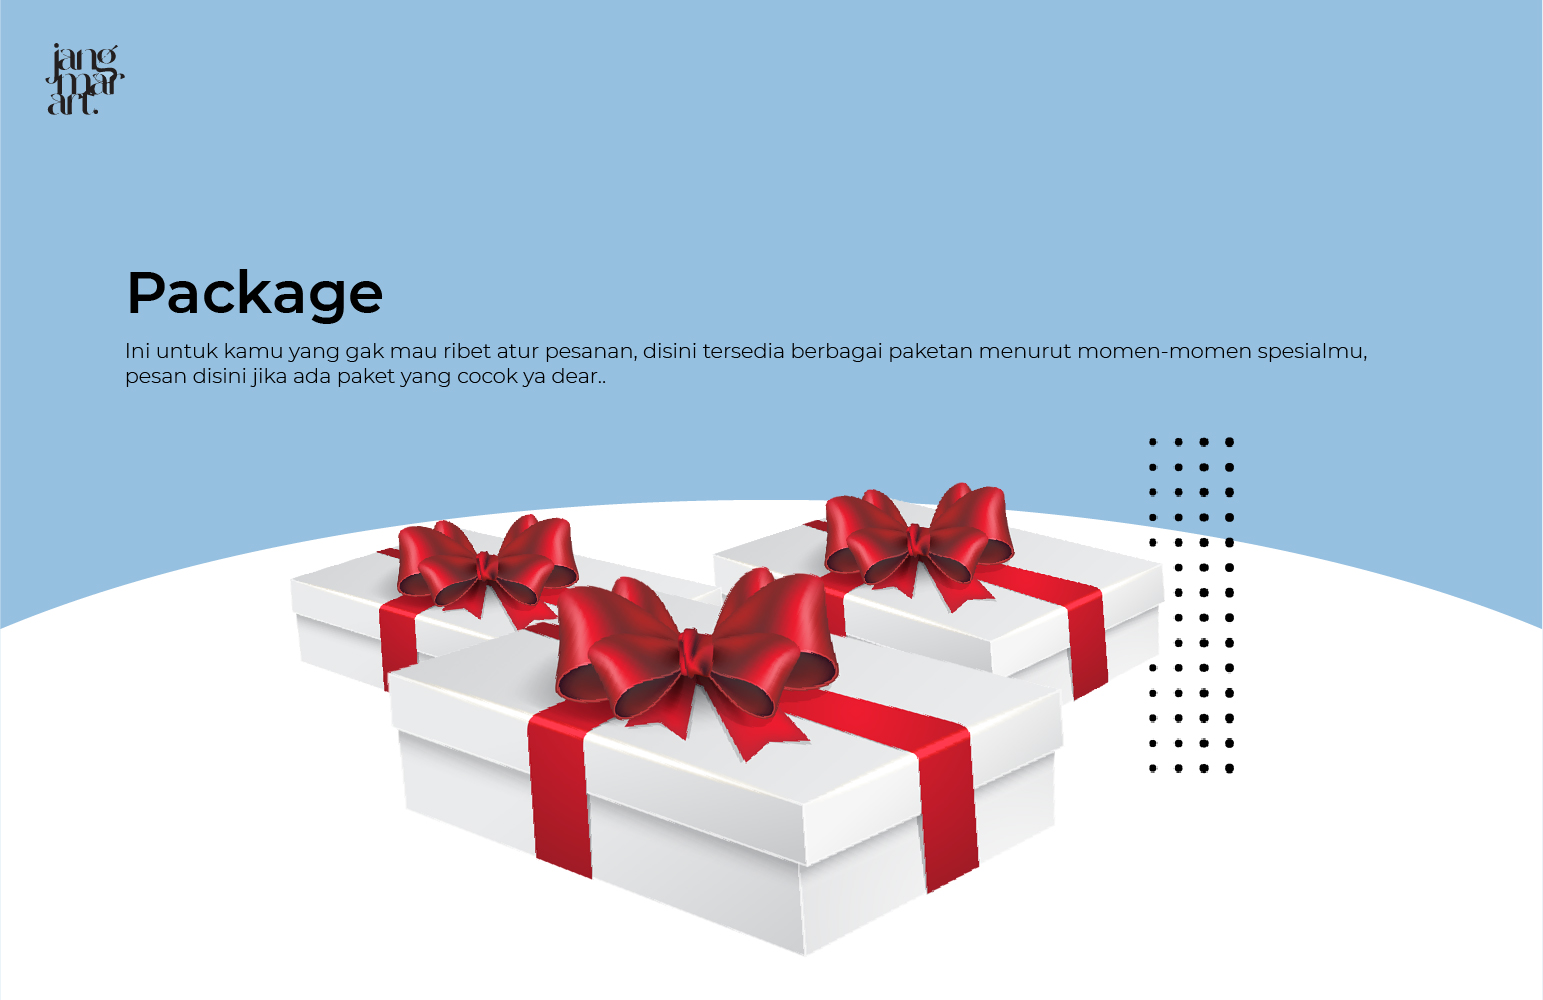 jang
mar
art.
Package
Ini untuk kamu yang gak mau ribet atur pesanan, disini tersedia berbagai paketan menurut momen-momen spesialmu,
pesan disini jika ada paket yang cocok ya dear..